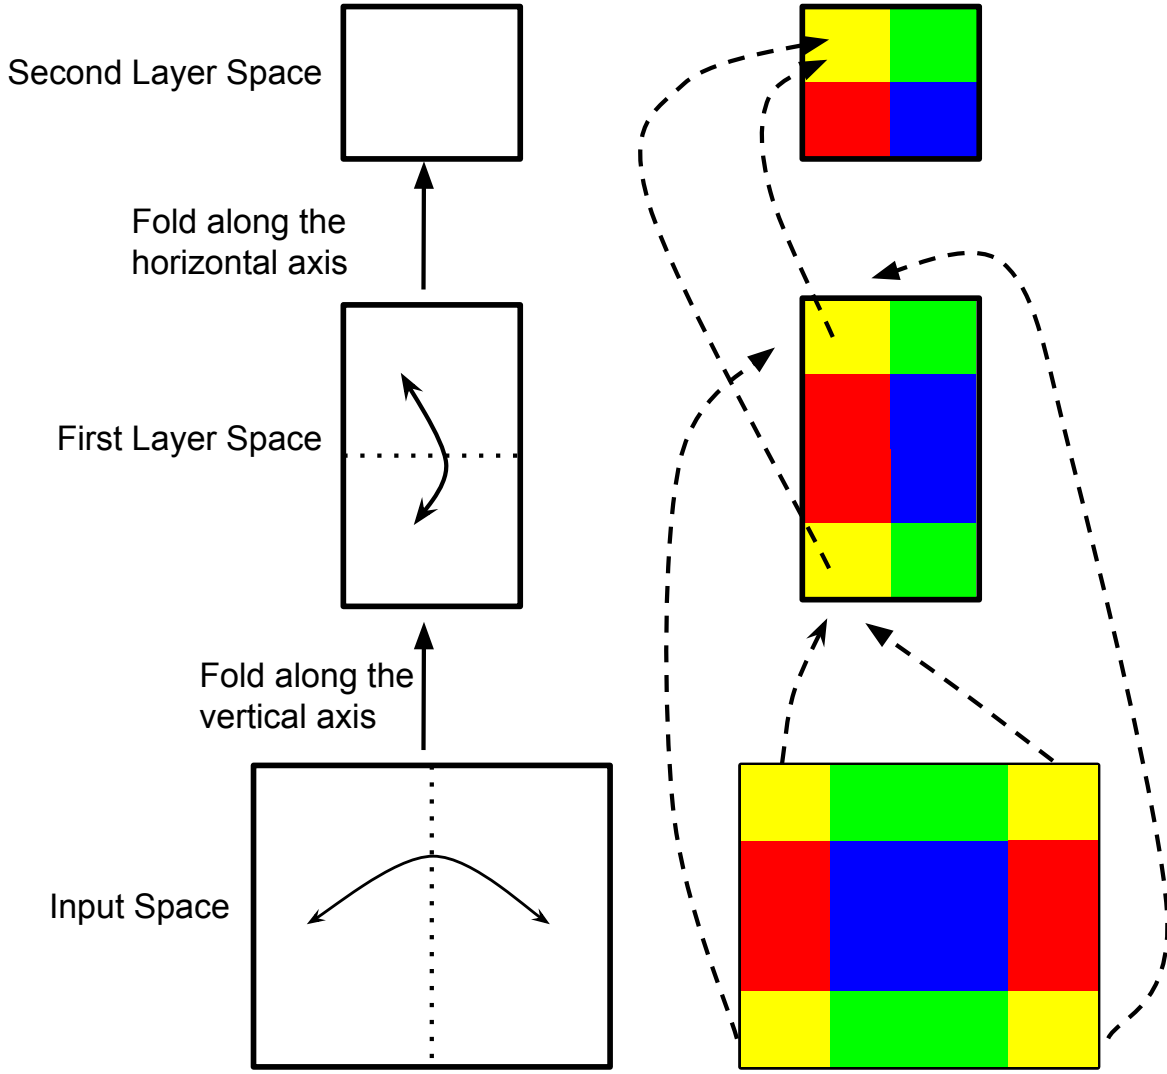 Second Layer Space
Fold along the
horizontal axis
First Layer Space
Fold along the
vertical axis
Input Space